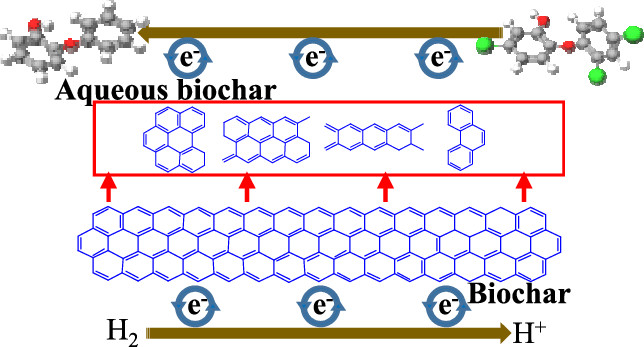 e⁻ e⁻ e⁻
Aqueous biochar
Biochar
e⁻ e⁻ e⁻
H₂ H⁺